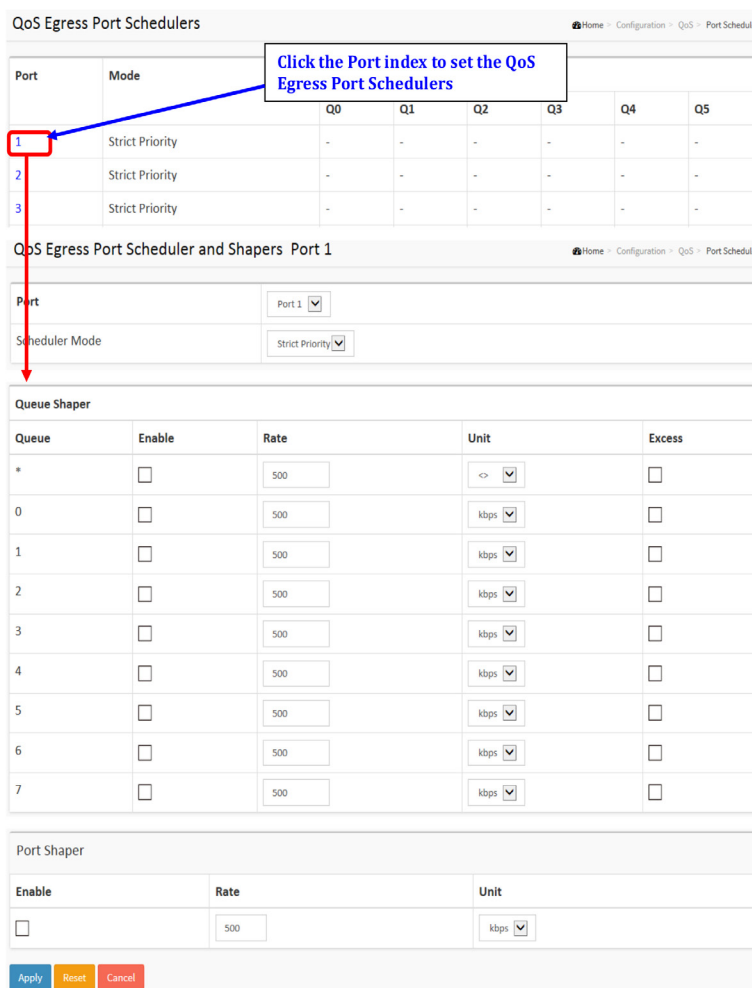 QoS Egress Port Schedulers
Home > Configuration > QoS > Port Schedul
Click the Port index to set the QoS
Egress Port Schedulers
Port Mode
Q0 Q1 Q2 Q3 Q4 Q5
1 Strict Priority - - - - - -
2 Strict Priority - - - - - -
3 Strict Priority - - - - - -
QoS Egress Port Scheduler and Shapers Port 1
Home > Configuration > QoS > Port Schedul
Port Port 1
Scheduler Mode Strict Priority
Queue Shaper
Queue Enable Rate Unit Excess
* 500 <>
0 500 kbps
1 500 kbps
2 500 kbps
3 500 kbps
4 500 kbps
5 500 kbps
6 500 kbps
7 500 kbps
Port Shaper
Enable Rate Unit
500 kbps
Apply Reset Cancel